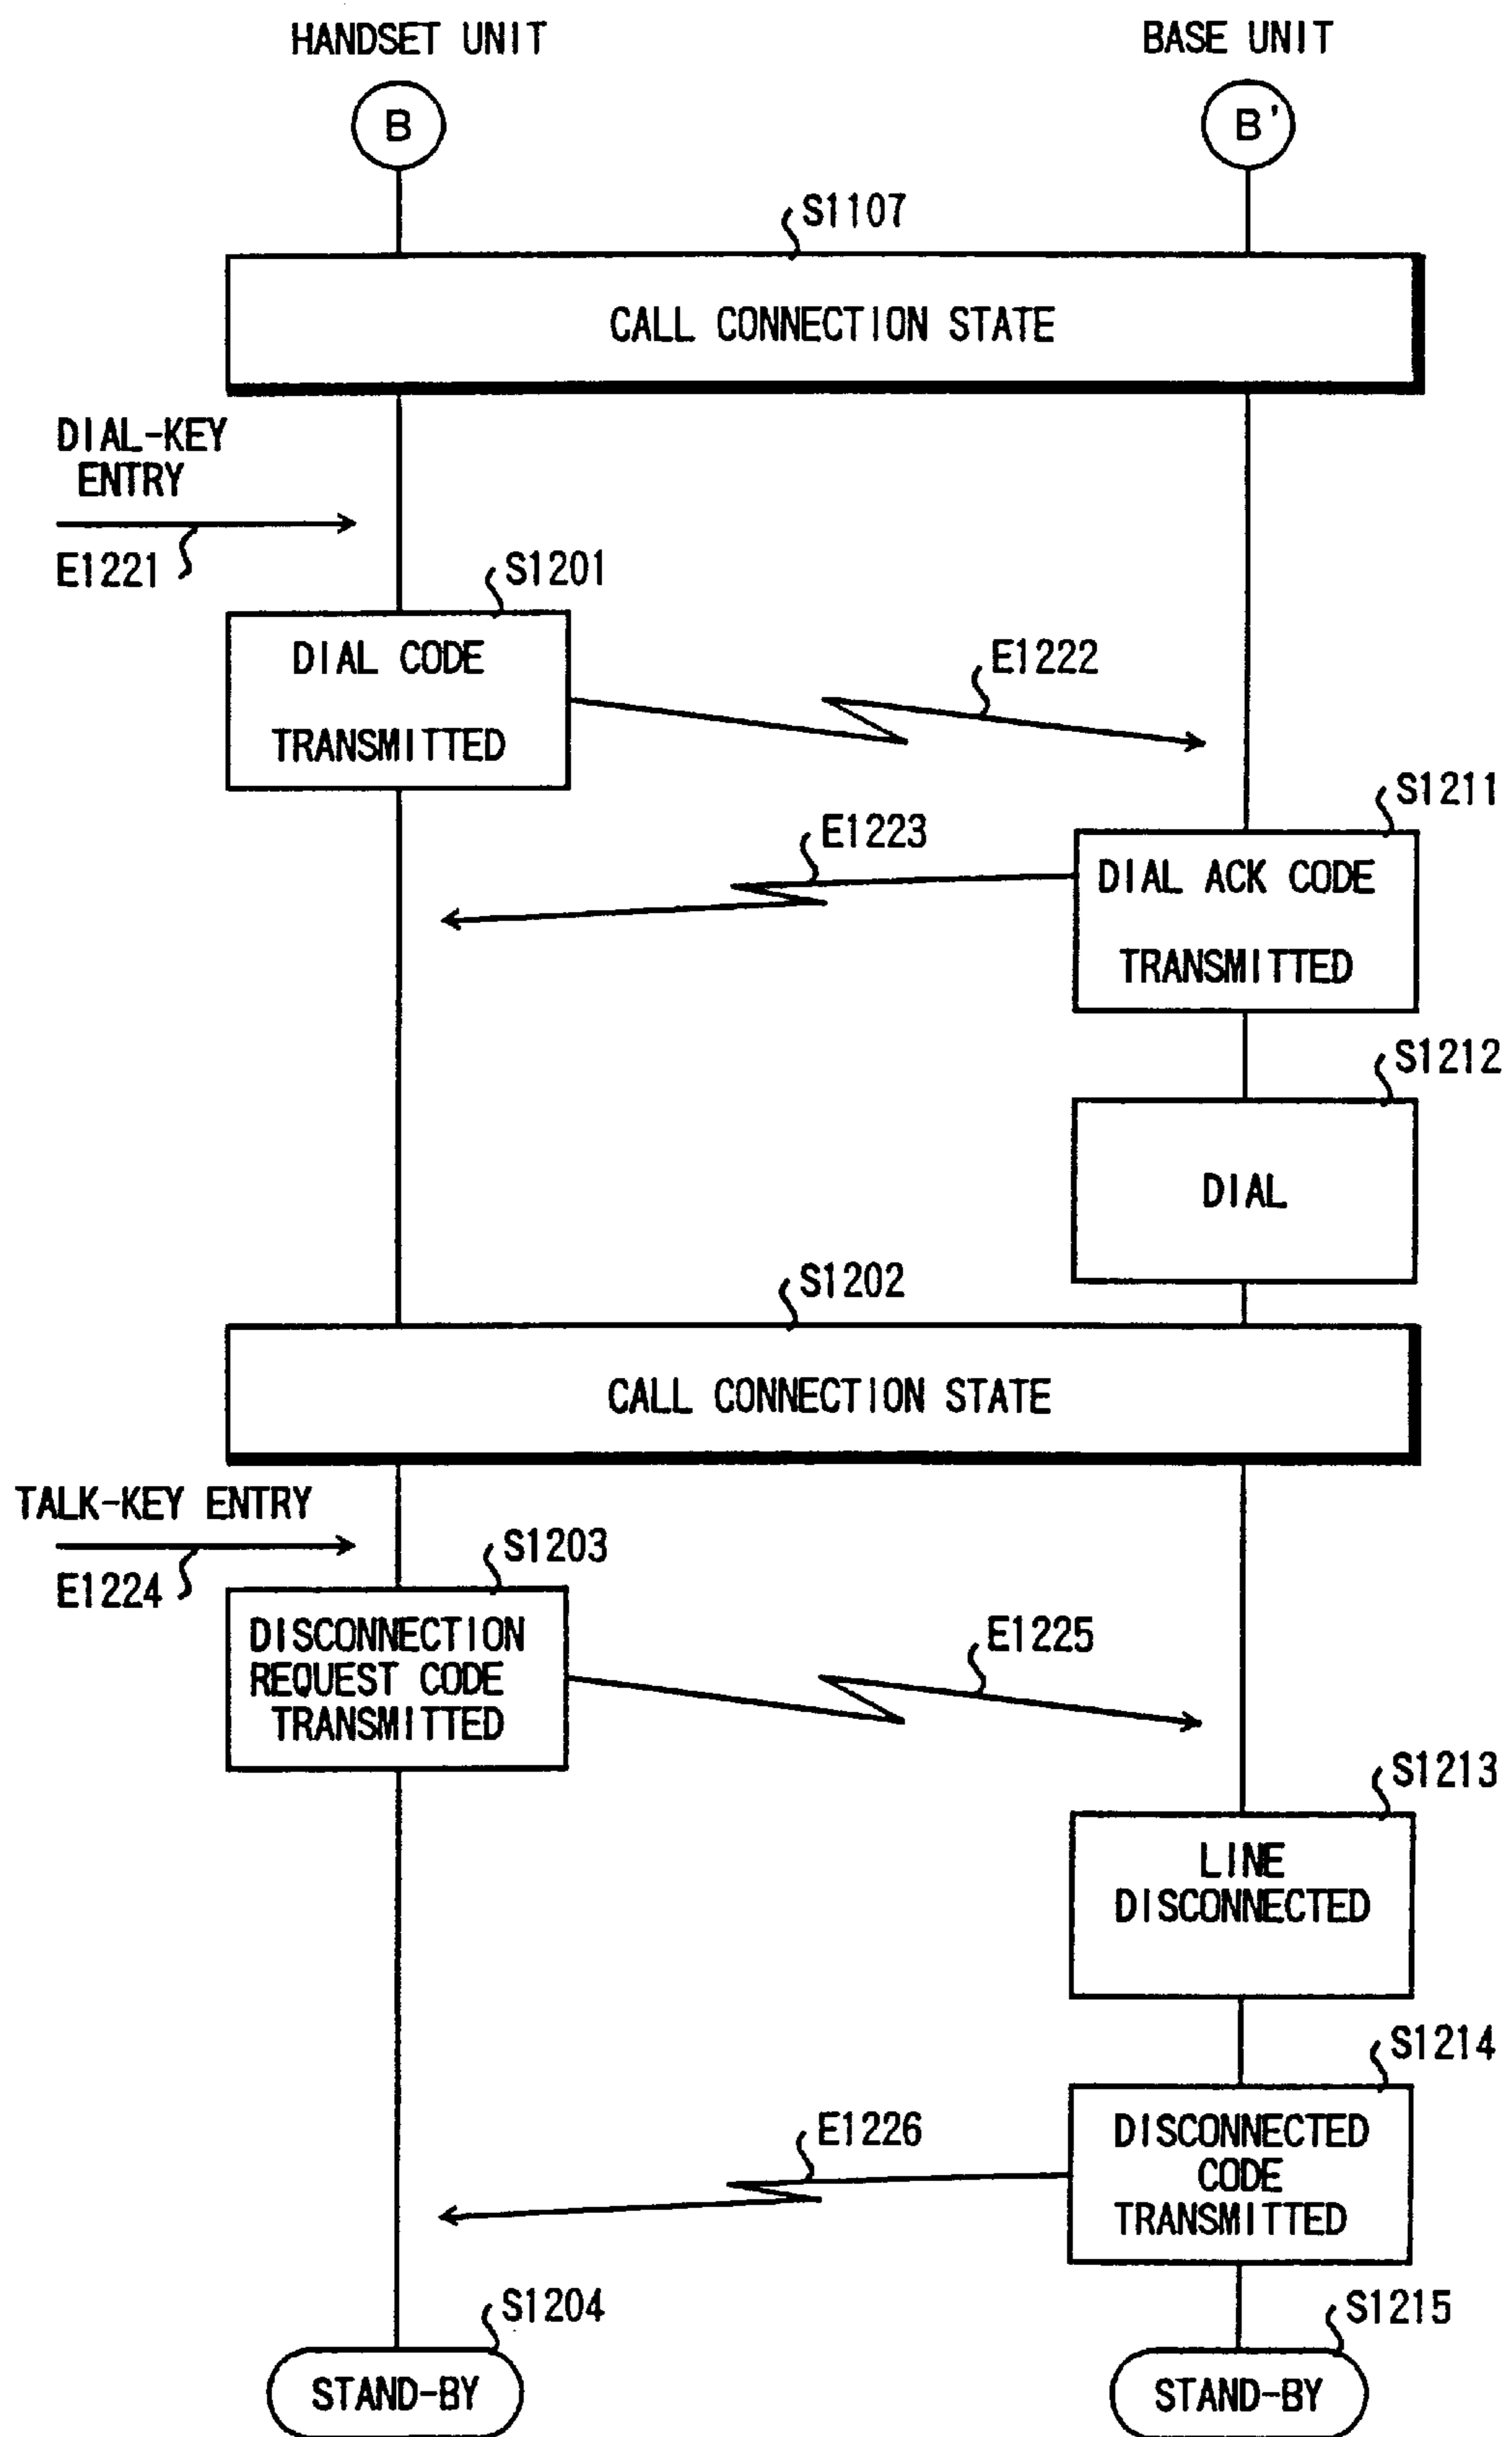 HANDSET UNIT
BASE UNIT
B
B'
S1107
CALL CONNECTION STATE
DIAL-KEY
ENTRY
E1221
S1201
DIAL CODE
TRANSMITTED
E1222
S1211
E1223
DIAL ACK CODE
TRANSMITTED
S1212
DIAL
S1202
CALL CONNECTION STATE
TALK-KEY ENTRY
E1224
S1203
DISCONNECTION
REQUEST CODE
TRANSMITTED
E1225
S1213
LINE
DISCONNECTED
S1214
E1226
DISCONNECTED
CODE
TRANSMITTED
S1204
S1215
STAND-BY
STAND-BY